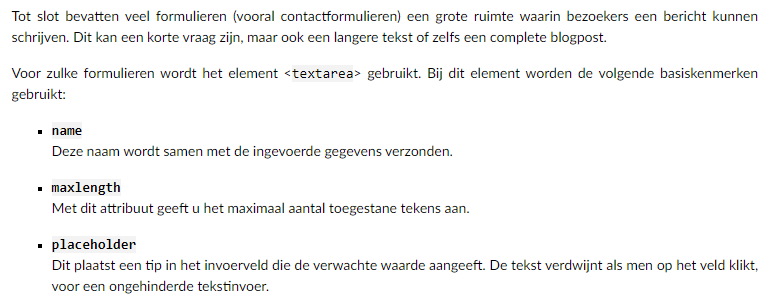 Tot slot bevatten veel formulieren (vooral contactformulieren) een grote ruimte waarin bezoekers een bericht kunnen
schrijven. Dit kan een korte vraag zijn, maar ook een langere tekst of zelfs een complete blogpost.
Voor zulke formulieren wordt het element <textarea> gebruikt. Bij dit element worden de volgende basiskenmerken
gebruikt:
▪ name
Deze naam wordt samen met de ingevoerde gegevens verzonden.
▪ maxlength
Met dit attribuut geeft u het maximaal aantal toegestane tekens aan.
▪ placeholder
Dit plaatst een tip in het invoerveld die de verwachte waarde aangeeft. De tekst verdwijnt als men op het veld klikt,
voor een ongehinderde tekstinvoer.